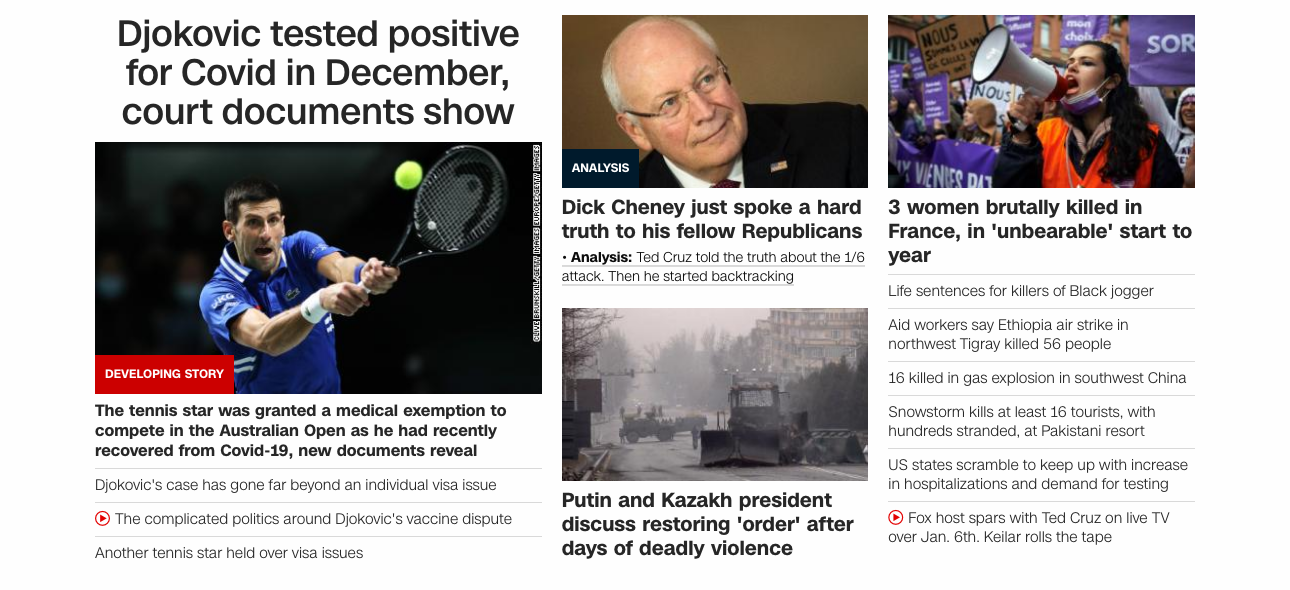 Djokovic tested positive
for Covid in December,
court documents show
CLIVE BRUNSKILL/GETTY IMAGES EUROPE/GETTY IMAGES
UKG
DEVELOPING STORY
The tennis star was granted a medical exemption to
compete in the Australian Open as he had recently
recovered from Covid-19, new documents reveal
Djokovic's case has gone far beyond an individual visa issue
The complicated politics around Djokovic's vaccine dispute
Another tennis star held over visa issues
ANALYSIS
Dick Cheney just spoke a hard
truth to his fellow Republicans
• Analysis: Ted Cruz told the truth about the 1/6
attack. Then he started backtracking
Putin and Kazakh president
discuss restoring 'order' after
days of deadly violence
mon
choix
NOUS
SOMMES
NOUS
SOR
3 women brutally killed in
France, in 'unbearable' start to
year
Life sentences for killers of Black jogger
Aid workers say Ethiopia air strike in
northwest Tigray killed 56 people
16 killed in gas explosion in southwest China
Snowstorm kills at least 16 tourists, with
hundreds stranded, at Pakistani resort
US states scramble to keep up with increase
in hospitalizations and demand for testing
Fox host spars with Ted Cruz on live TV
over Jan. 6th. Keilar rolls the tape